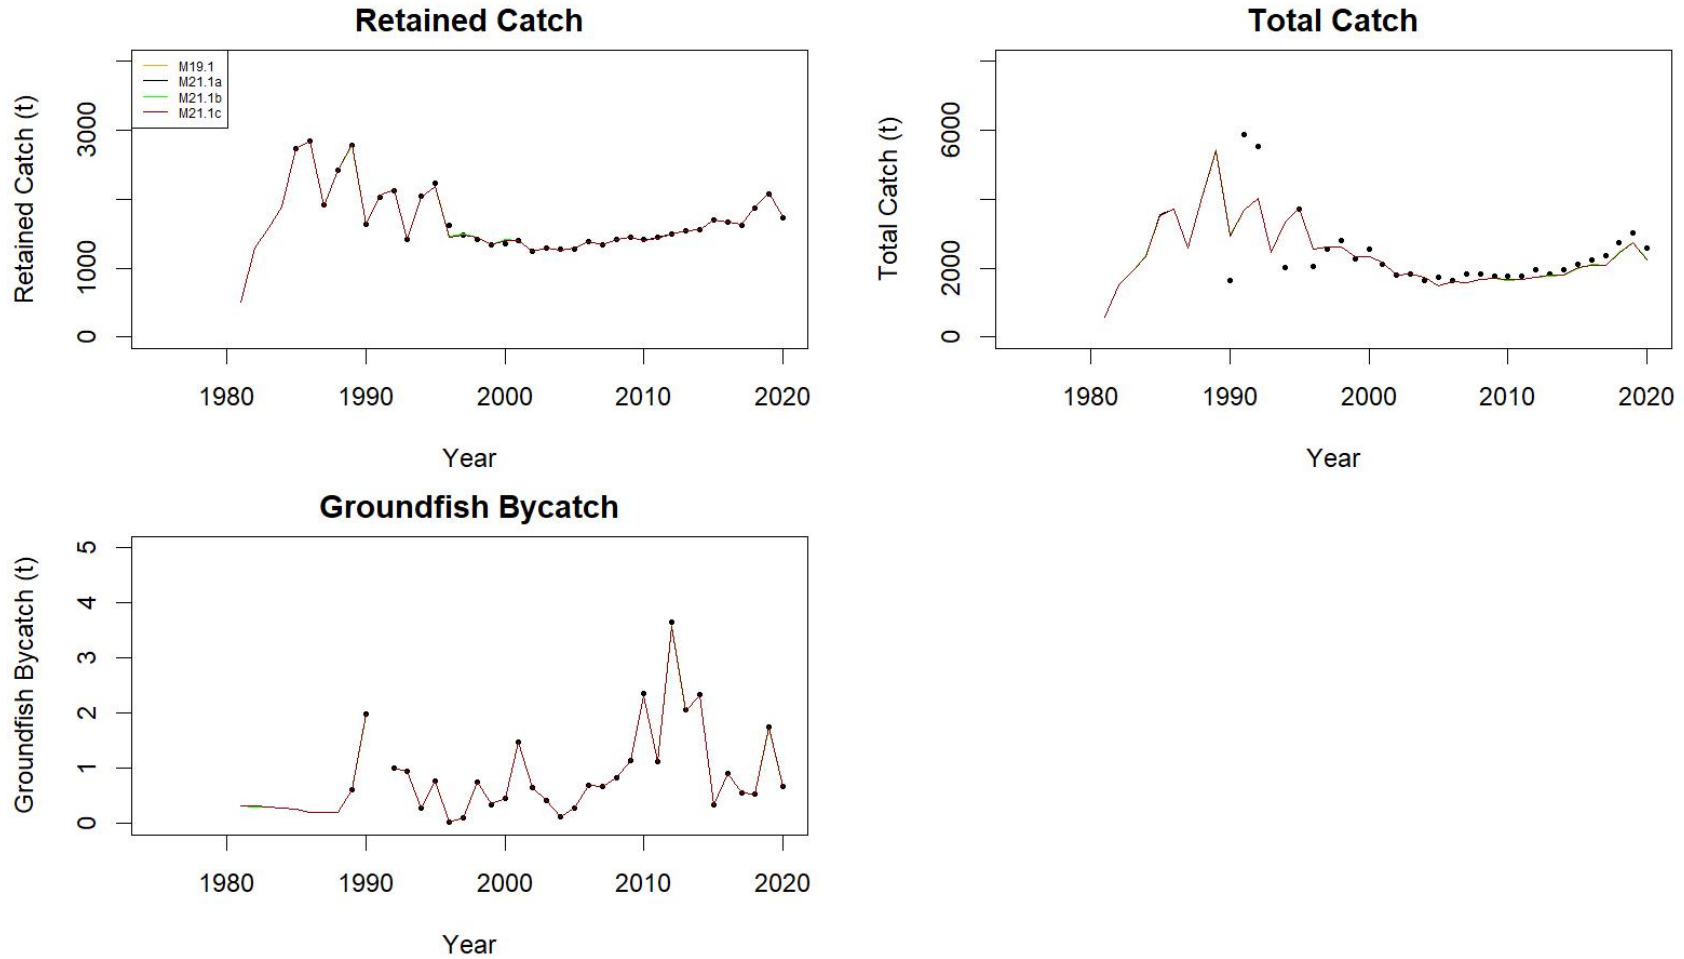 Retained Catch
Retained Catch (t)
3000
1000
0
M19.1
M21.1a
M21.1b
M21.1c
1980 1990 2000 2010 2020
Year
Total Catch
Total Catch (t)
6000
2000
0
1980 1990 2000 2010 2020
Year
Groundfish Bycatch
Groundfish Bycatch (t)
5
4
3
2
1
0
1980 1990 2000 2010 2020
Year